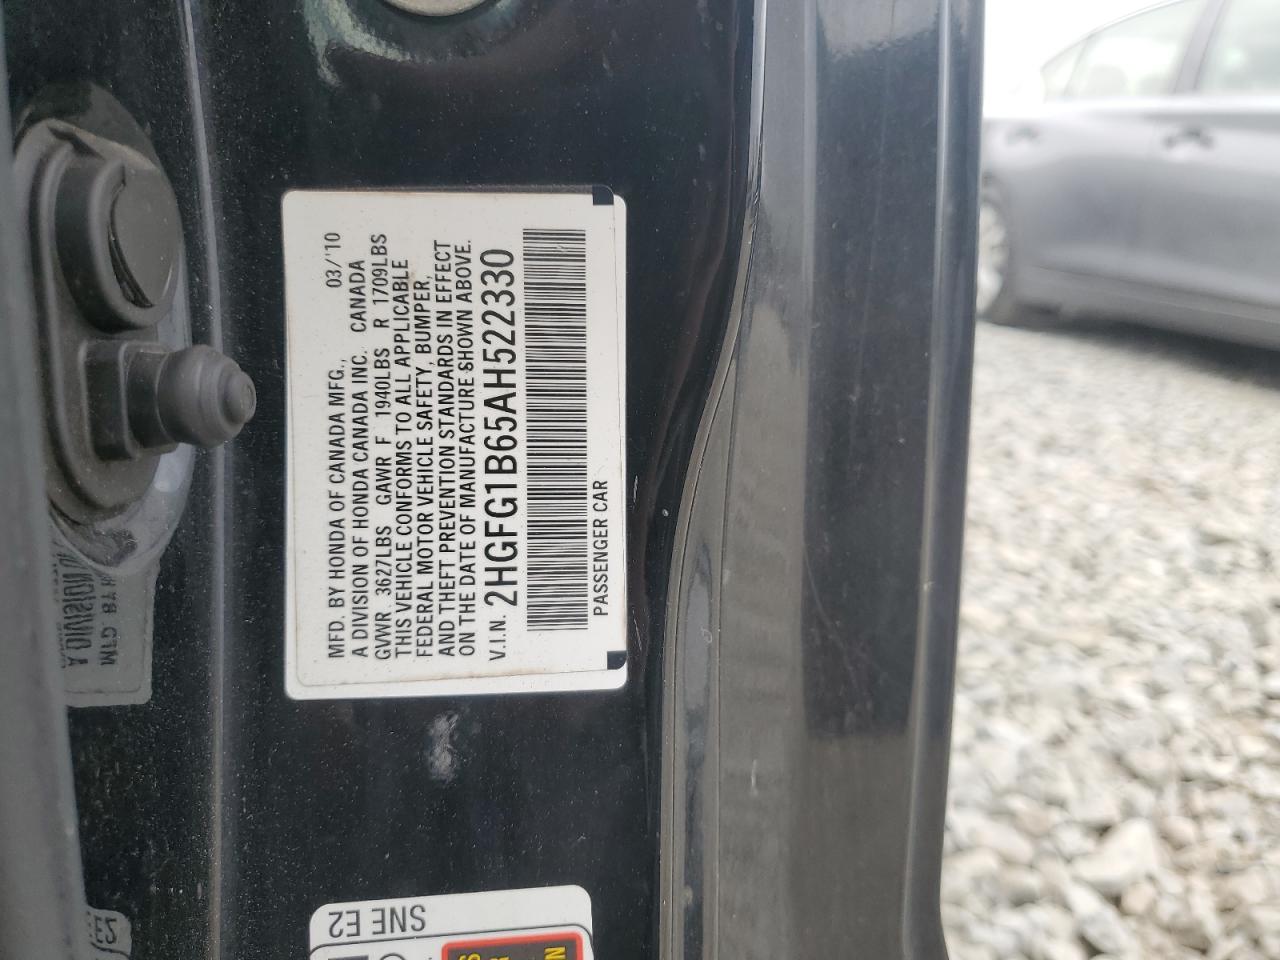 MFD. BY HONDA OF CANADA MFG., 03/'10
A DIVISION OF HONDA CANADA INC. CANADA
GVWR. 3627LBS GAWR F 1940LBS R 1709LBS
THIS VEHICLE CONFORMS TO ALL APPLICABLE
FEDERAL MOTOR VEHICLE SAFETY, BUMPER,
AND THEFT PREVENTION STANDARDS IN EFFECT
ON THE DATE OF MANUFACTURE SHOWN ABOVE.
V.I.N. 2HGFG1B65AH522330
PASSENGER CAR
SNE E2